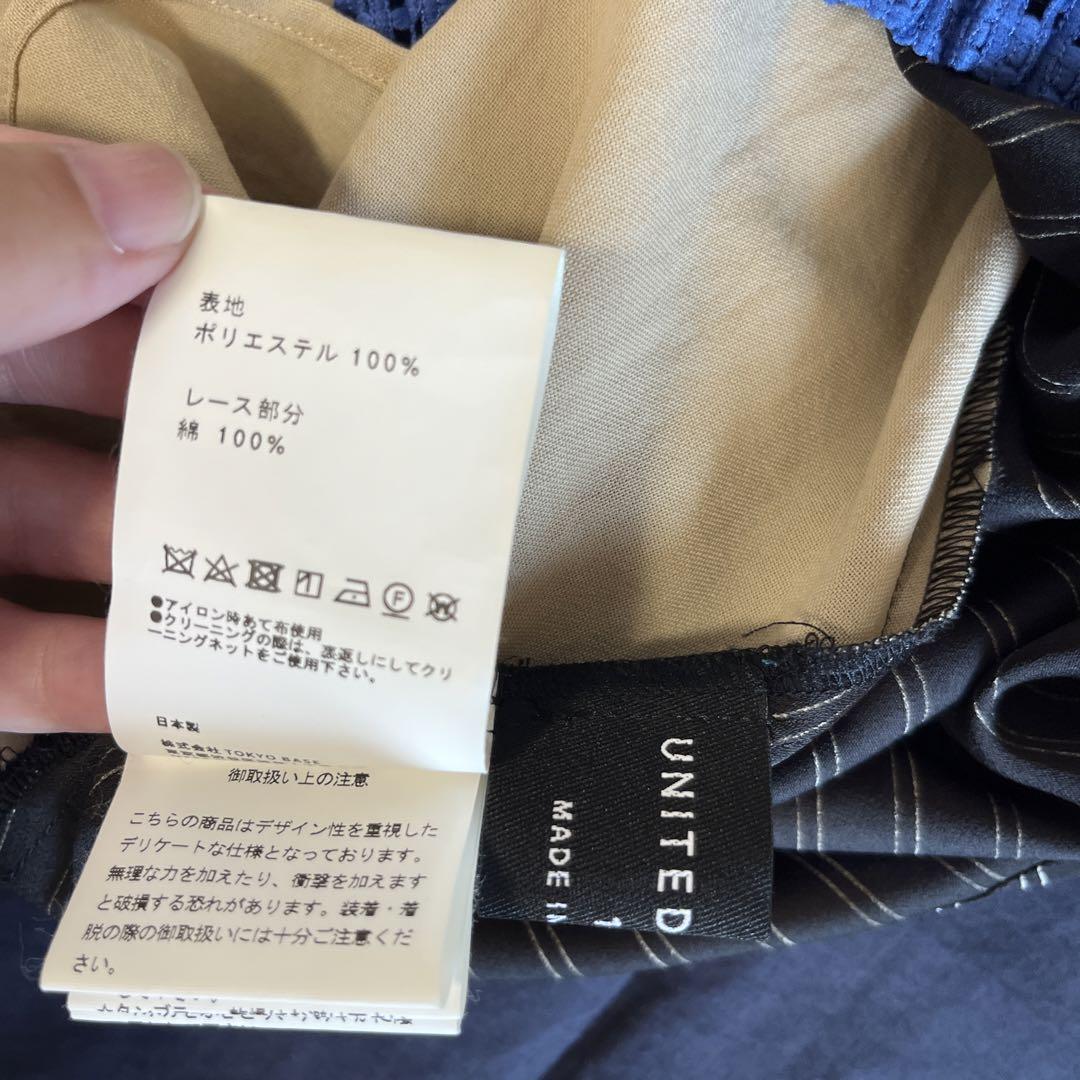 表地
ポリエステル 100%
レース部分
綿 100%
●アイロン時あて布使用
●クリーニングの際は、裏返しにしてクリ
ーニングネットをご使用下さい。
日本製
株式会社 TOKYO BASE
御取扱い上の注意
こちらの商品はデザイン性を重視した
デリケートな仕様となっております。
無理な力を加えたり、衝撃を加えます
と破損する恐れがあります。装着・着
脱の際の御取扱いには十分ご注意くだ
さい。
UNITED
MADE IN
1